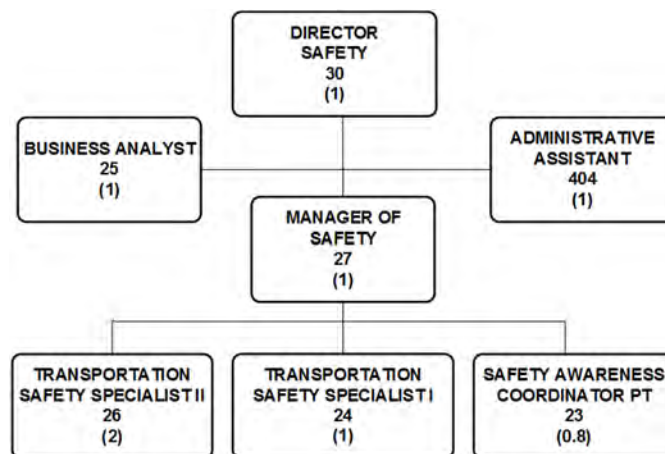 DIRECTOR
SAFETY
30
(1)
BUSINESS ANALYST
25
(1)
ADMINISTRATIVE
ASSISTANT
404
(1)
MANAGER OF
SAFETY
27
(1)
TRANSPORTATION
SAFETY SPECIALIST II
26
(2)
TRANSPORTATION
SAFETY SPECIALIST I
24
(1)
SAFETY AWARENESS
COORDINATOR PT
23
(0.8)